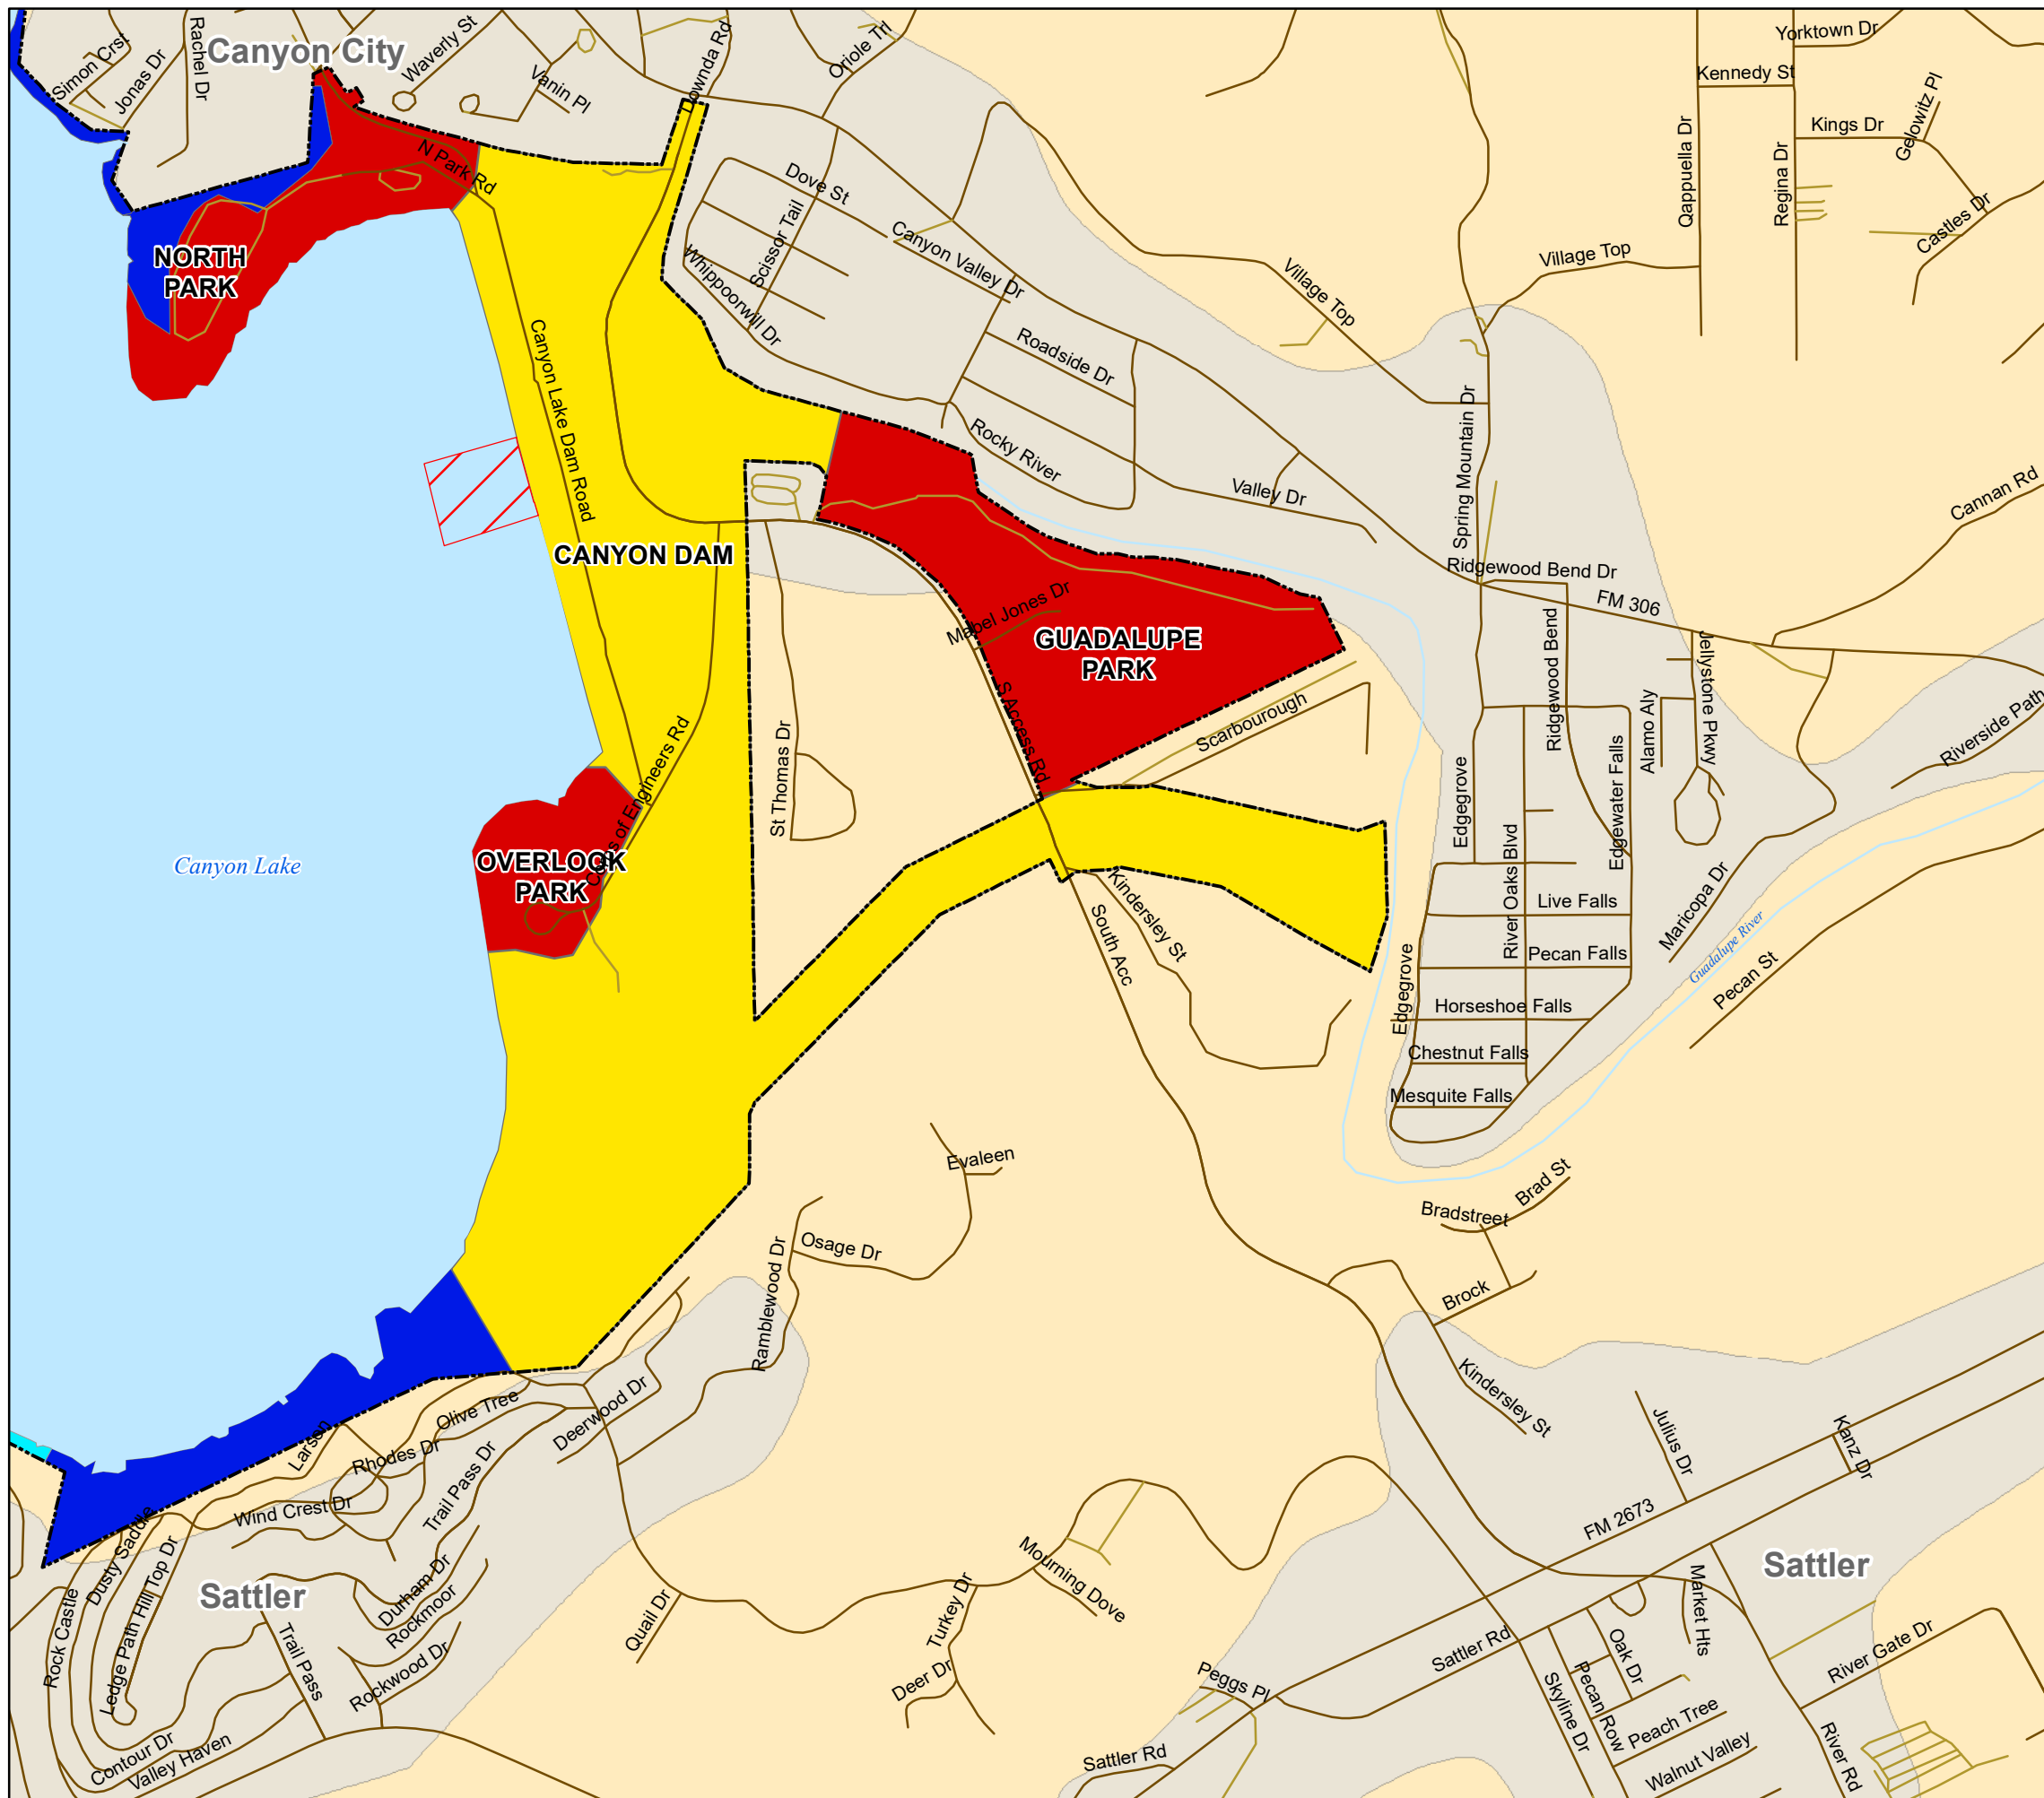 Canyon City
Simon Crst
Jonas Dr
Rachel Dr
Waverly St
Vanin Pl
Downda Rd
Oriole Trl
Yorktown Dr
Kennedy St
Kings Dr
Gelowitz Pl
Qappuella Dr
Regina Dr
Castles Dr
Village Top
Village Top
N Park Rd
Dove St
Scissor Tail
Canyon Valley Dr
Whippoorwill Dr
NORTH
PARK
Roadside Dr
Rocky River
Valley Dr
Spring Mountain Dr
Cannan Rd
Canyon Lake Dam Road
CANYON DAM
Ridgewood Bend Dr
FM 306
Mabel Jones Dr
GUADALUPE
PARK
Ridgewood Bend
Jellystone Pkwy
Alamo Aly
Riverside Path
S Access Rd
Scarbourough
St Thomas Dr
Corps of Engineers Rd
Edgegrove
River Oaks Blvd
Edgewater Falls
Canyon Lake
OVERLOOK
PARK
Kindersley St
South Acc
Live Falls
Maricopa Dr
Guadalupe River
Pecan St
Pecan Falls
Edgegrove
Horseshoe Falls
Chestnut Falls
Mesquite Falls
Evaleen
Osage Dr
Ramblewood Dr
Brad St
Bradstreet
Brock
Kindersley St
Julius Dr
Kanz Dr
FM 2673
Larson
Olive Tree
Rhodes Dr
Deerwood Dr
Trail Pass Dr
Wind Crest Dr
Dusty Saddle
Ledge Path Hill Top Dr
Rock Castle
Sattler
Durham Dr
Rockmoor
Rockwood Dr
Trail Pass
Contour Dr
Valley Haven
Quail Dr
Turkey Dr
Deer Dr
Mourning Dove
Sattler
Market Hts
Sattler Rd
Oak Dr
Pecan Row
Skyline Dr
Peach Tree
Walnut Valley
River Gate Dr
River Rd
Peggs Pl
Sattler Rd